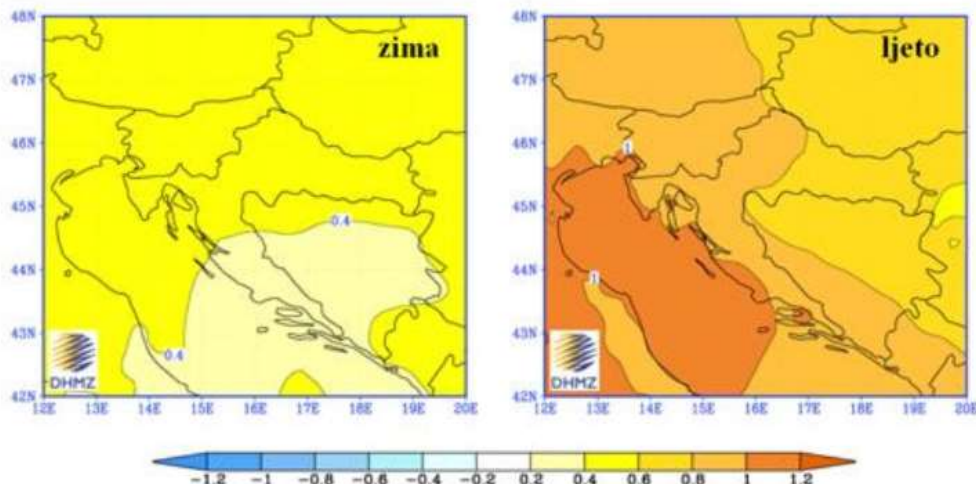 48N
zima
47N
46N
45N
0.4
44N
43N
0.4
DHMZ
42N
12E 13E 14E 15E 16E 17E 18E 19E 20E
48N
ljeto
47N
46N
1
45N
44N
1
43N
DHMZ
42N
12E 13E 14E 15E 16E 17E 18E 19E 20E
-1.2 -1 -0.8 -0.6 -0.4 -0.2 0.2 0.4 0.6 0.8 1 1.2